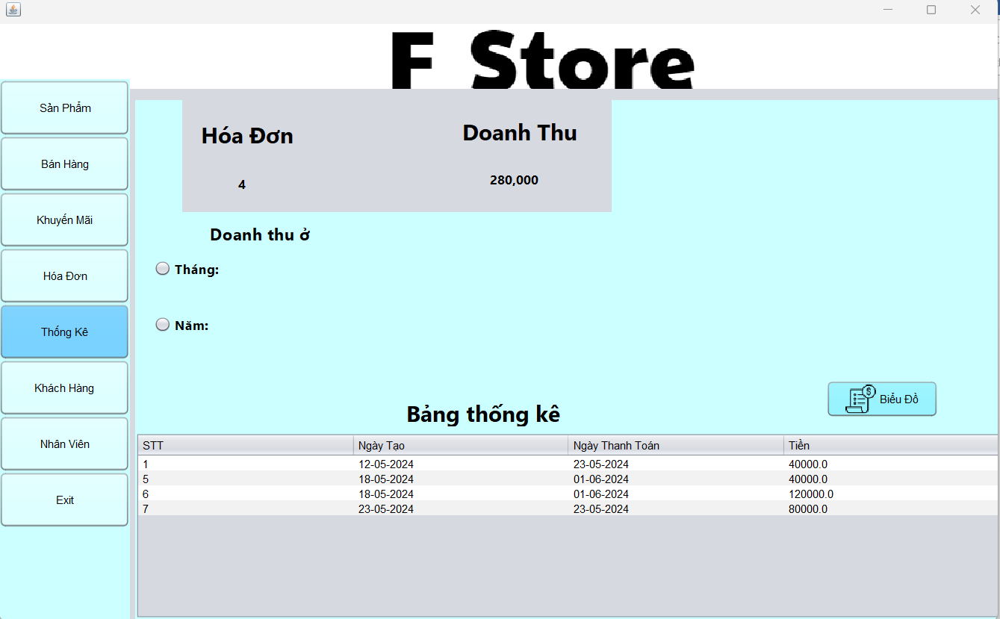 F Store
Sản Phẩm
Bán Hàng
Khuyến Mãi
Hóa Đơn
Thống Kê
Khách Hàng
Nhân Viên
Exit
Hóa Đơn Doanh Thu
4 280,000
Doanh thu ở
Tháng:
Năm:
Biểu Đồ
Bảng thống kê
STT Ngày Tạo Ngày Thanh Toán Tiền
1 12-05-2024 23-05-2024 40000.0
5 18-05-2024 01-06-2024 40000.0
6 18-05-2024 01-06-2024 120000.0
7 23-05-2024 23-05-2024 80000.0